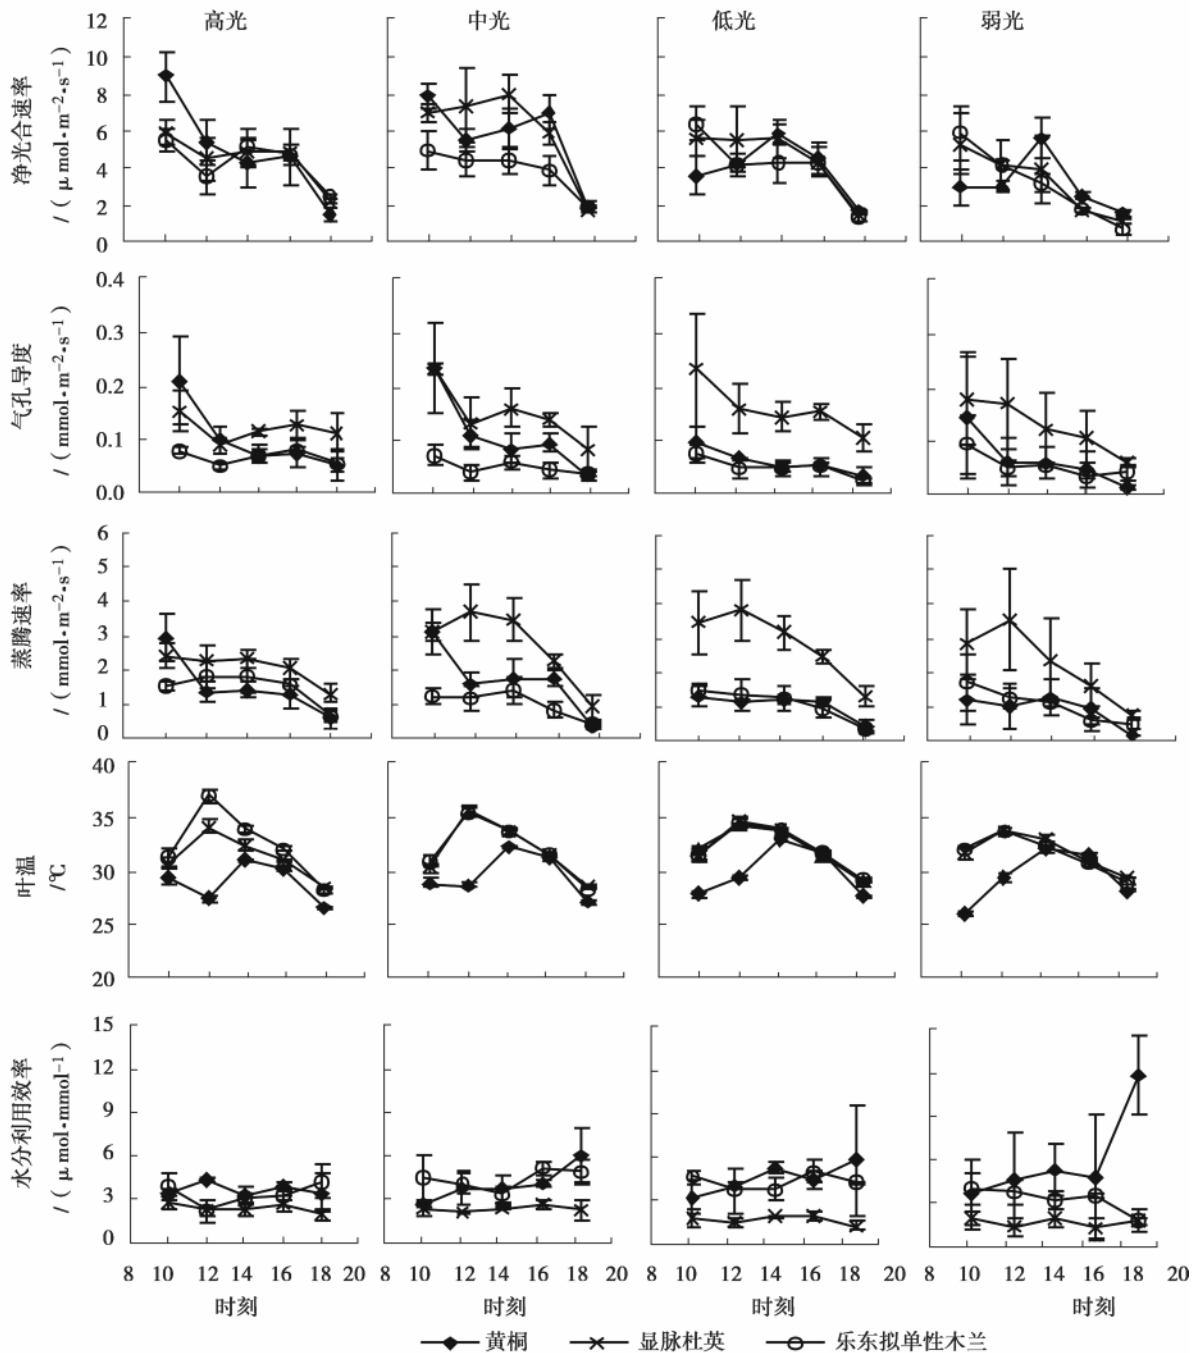 高光 中光 低光 弱光
净光合速率
/（μmol•m⁻²•s⁻¹）
12
10
8
6
4
2
0
气孔导度
/（mmol•m⁻²•s⁻¹）
0.4
0.3
0.2
0.1
0.0
蒸腾速率
/（mmol•m⁻²•s⁻¹）
6
5
4
3
2
1
0
叶温
/℃
40
35
30
25
20
水分利用效率
/（μmol•mmol⁻¹）
15
12
9
6
3
0
8 10 12 14 16 18 20 8 10 12 14 16 18 20 8 10 12 14 16 18 20 8 10 12 14 16 18 20
时刻 时刻 时刻 时刻
黄桐 显脉杜英 乐东拟单性木兰